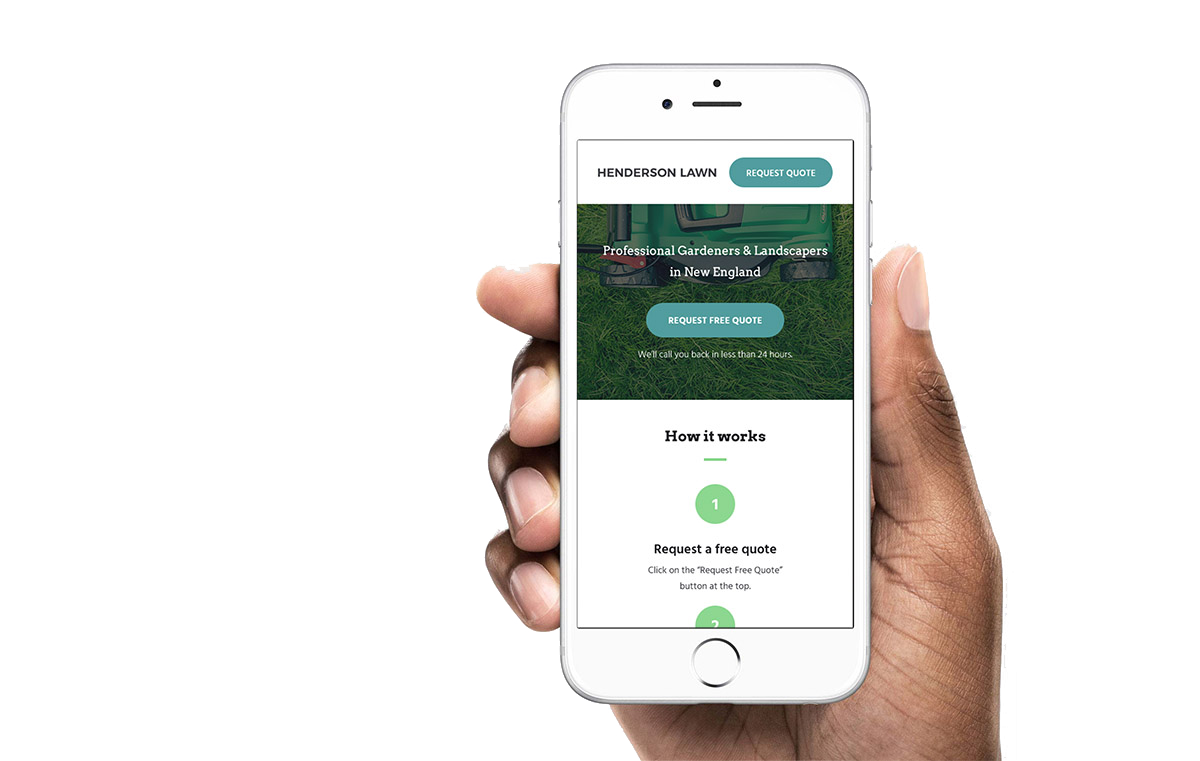 HENDERSON LAWN
REQUEST QUOTE
Professional Gardeners & Landscapers
in New England
REQUEST FREE QUOTE
We'll call you back in less than 24 hours.
How it works
1
Request a free quote
Click on the "Request Free Quote"
button at the top.
2